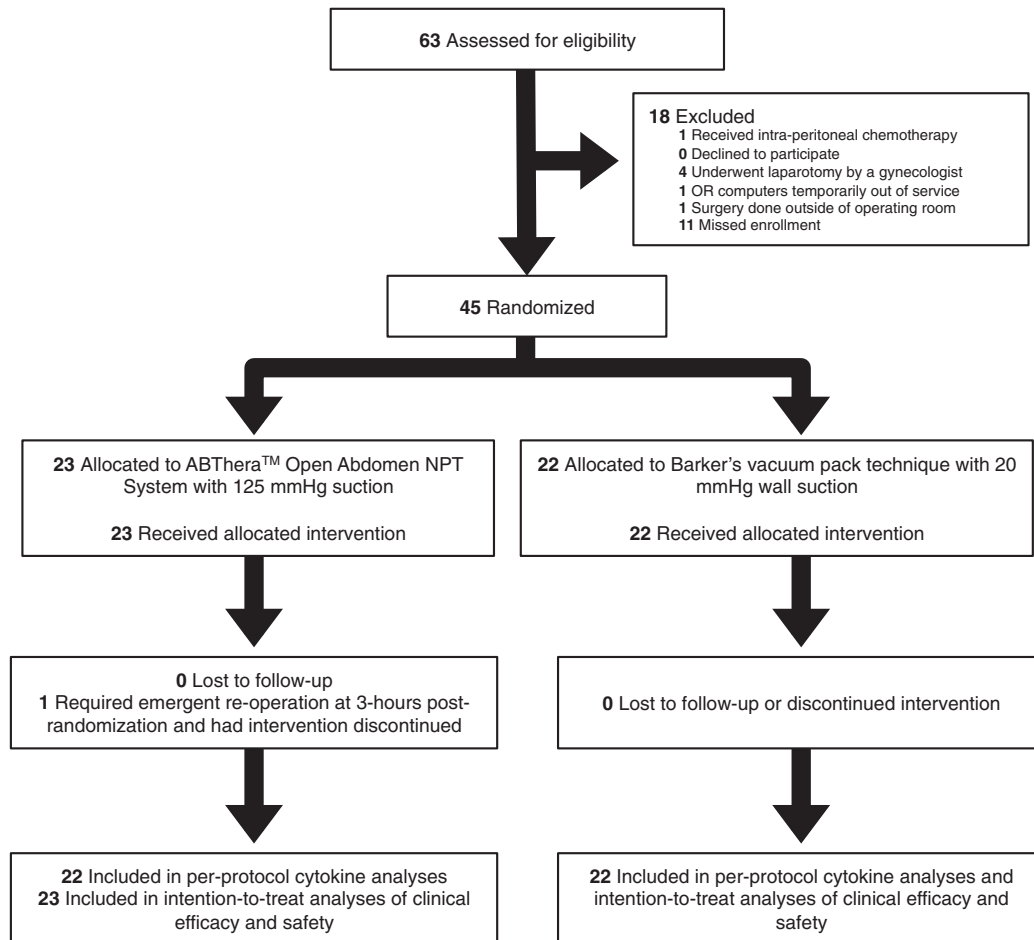 63 Assessed for eligibility
18 Excluded
1 Received intra-peritoneal chemotherapy
0 Declined to participate
4 Underwent laparotomy by a gynecologist
1 OR computers temporarily out of service
1 Surgery done outside of operating room
11 Missed enrollment
45 Randomized
23 Allocated to ABThera™ Open Abdomen NPT
System with 125 mmHg suction
23 Received allocated intervention
22 Allocated to Barker's vacuum pack technique with 20
mmHg wall suction
22 Received allocated intervention
0 Lost to follow-up
1 Required emergent re-operation at 3-hours post-
randomization and had intervention discontinued
0 Lost to follow-up or discontinued intervention
22 Included in per-protocol cytokine analyses
23 Included in intention-to-treat analyses of clinical
efficacy and safety
22 Included in per-protocol cytokine analyses and
intention-to-treat analyses of clinical efficacy and
safety